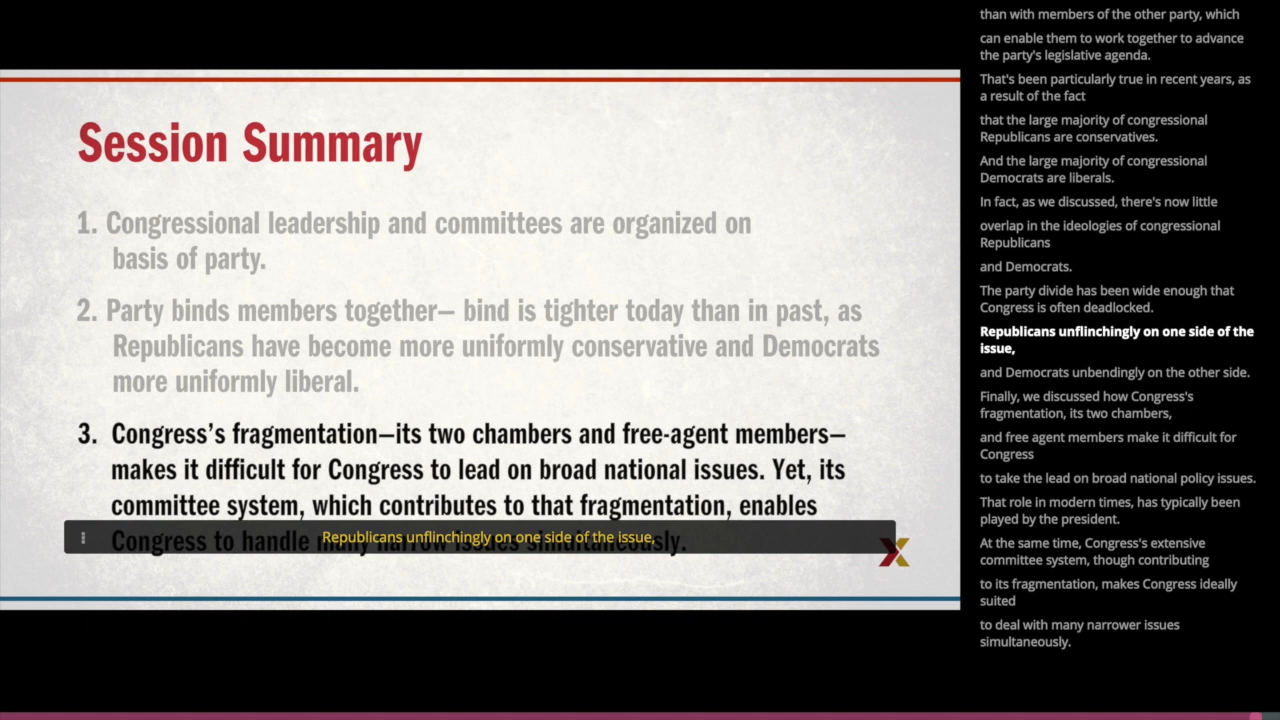 Session Summary
1. Congressional leadership and committees are organized on
basis of party.
2. Party binds members together— bind is tighter today than in past, as
Republicans have become more uniformly conservative and Democrats
more uniformly liberal.
3. Congress's fragmentation—its two chambers and free-agent members—
makes it difficult for Congress to lead on broad national issues. Yet, its
committee system, which contributes to that fragmentation, enables
Congress to handle many narrow issues simultaneously.
Republicans unflinchingly on one side of the issue,
X
than with members of the other party, which
can enable them to work together to advance
the party's legislative agenda.
That's been particularly true in recent years, as
a result of the fact
that the large majority of congressional
Republicans are conservatives.
And the large majority of congressional
Democrats are liberals.
In fact, as we discussed, there's now little
overlap in the ideologies of congressional
Republicans
and Democrats.
The party divide has been wide enough that
Congress is often deadlocked.
Republicans unflinchingly on one side of the
issue,
and Democrats unbendingly on the other side.
Finally, we discussed how Congress's
fragmentation, its two chambers,
and free agent members make it difficult for
Congress
to take the lead on broad national policy issues.
That role in modern times, has typically been
played by the president.
At the same time, Congress's extensive
committee system, though contributing
to its fragmentation, makes Congress ideally
suited
to deal with many narrower issues
simultaneously.